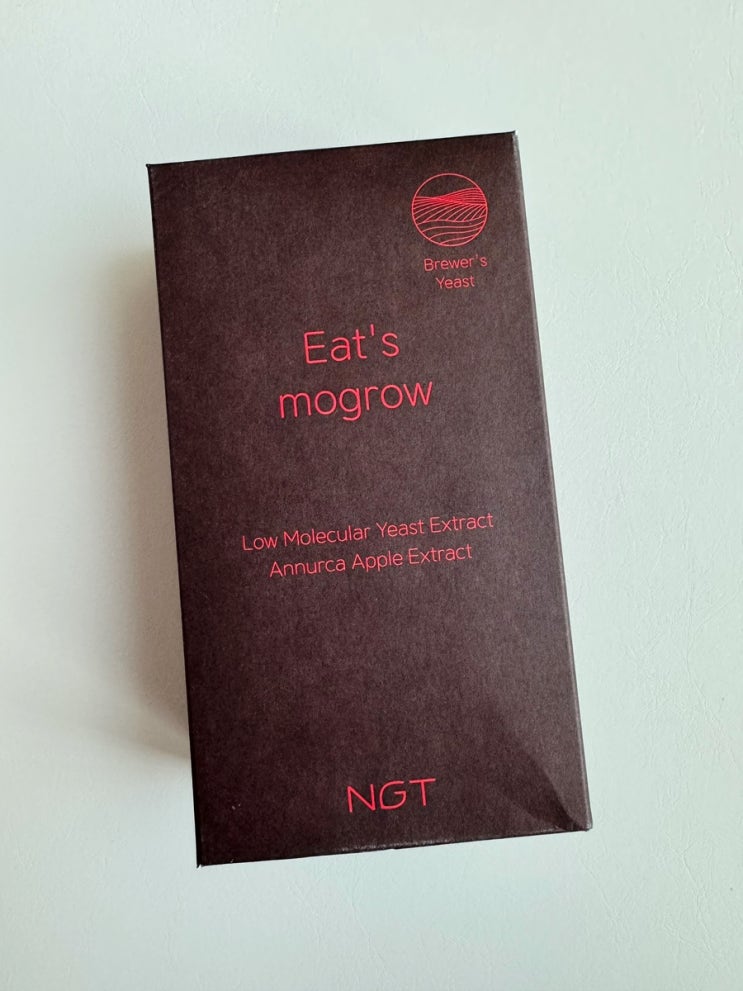 Brewer's
Yeast
Eat's
mogrow
Low Molecular Yeast Extract
Annurca Apple Extract
NGT